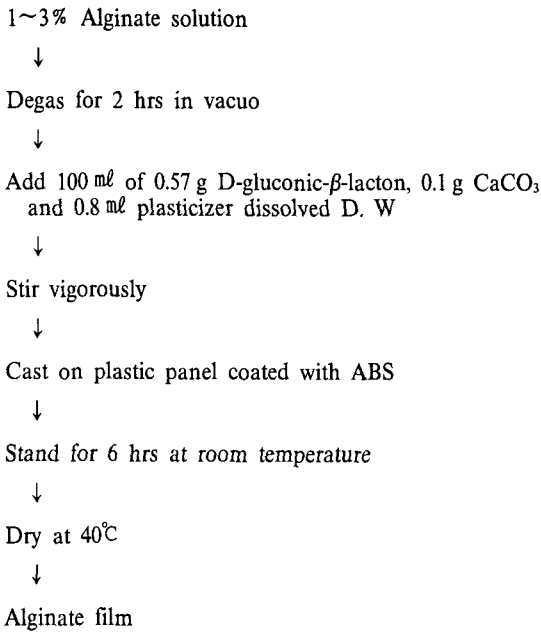 1~3% Alginate solution
↓
Degas for 2 hrs in vacuo
↓
Add 100 ㎖ of 0.57 g D-gluconic-β-lacton, 0.1 g CaCO₃
and 0.8 ㎖ plasticizer dissolved D. W
↓
Stir vigorously
↓
Cast on plastic panel coated with ABS
↓
Stand for 6 hrs at room temperature
↓
Dry at 40℃
↓
Alginate film